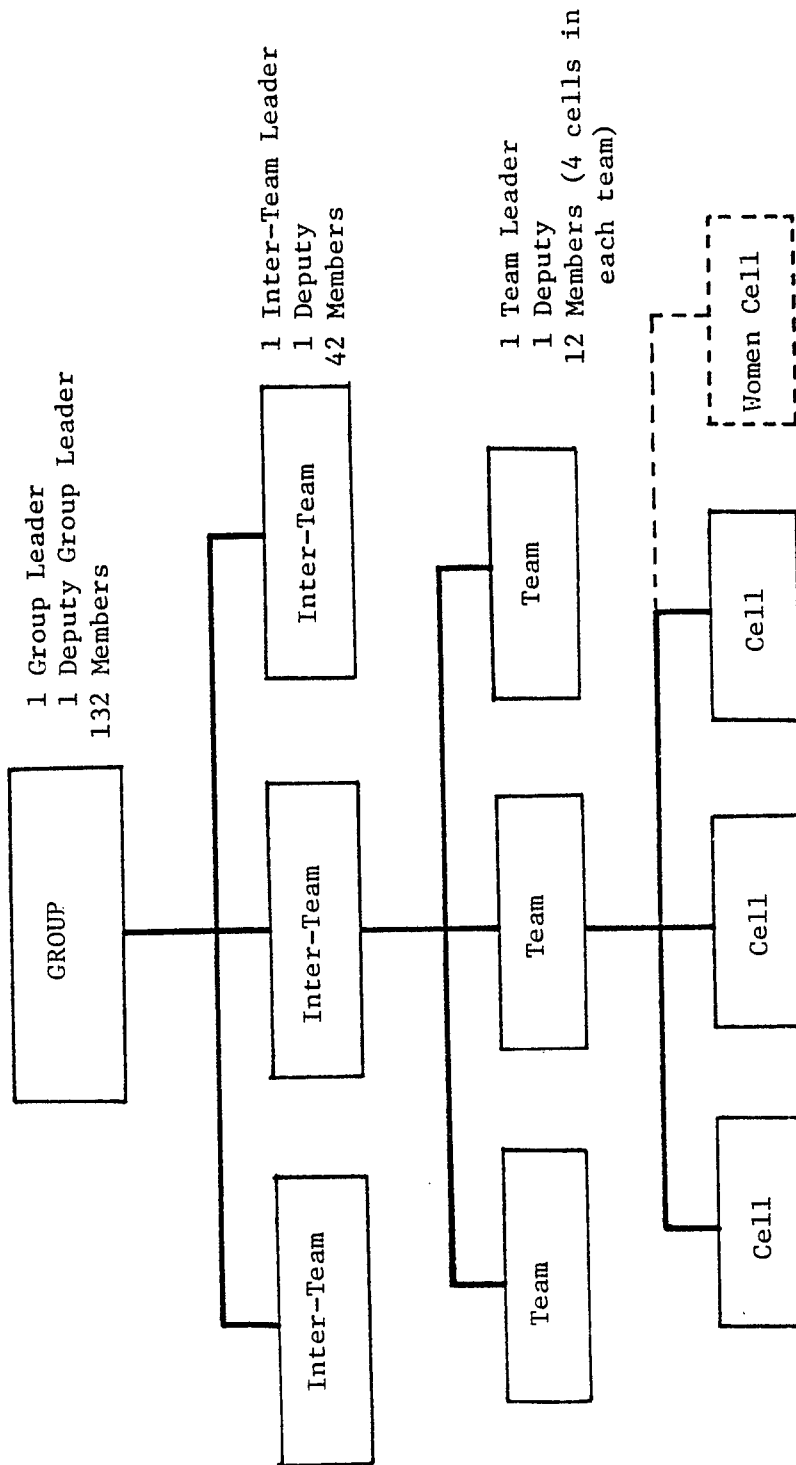 GROUP
1 Group Leader
1 Deputy Group Leader
132 Members
Inter-Team
Inter-Team
Inter-Team
1 Inter-Team Leader
1 Deputy
42 Members
Team
Team
Team
1 Team Leader
1 Deputy
12 Members (4 cells in
each team)
Cell
Cell
Cell
Women Cell